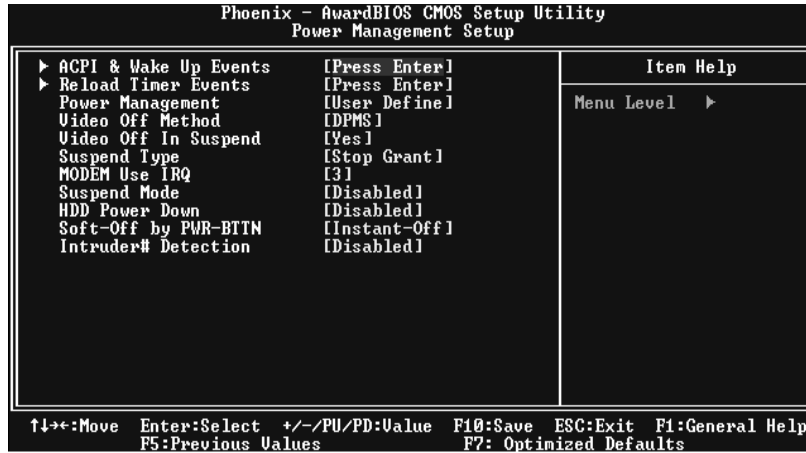 Phoenix - AwardBIOS CMOS Setup Utility
Power Management Setup
▶ ACPI & Wake Up Events [Press Enter]
▶ Reload Timer Events [Press Enter]
Power Management [User Define]
Video Off Method [DPMS]
Video Off In Suspend [Yes]
Suspend Type [Stop Grant]
MODEM Use IRQ [3]
Suspend Mode [Disabled]
HDD Power Down [Disabled]
Soft-Off by PWR-BTTN [Instant-Off]
Intruder# Detection [Disabled]
Item Help
Menu Level ▶
↑↓→←:Move Enter:Select +/-/PU/PD:Value F10:Save ESC:Exit F1:General Help
F5:Previous Values F7: Optimized Defaults